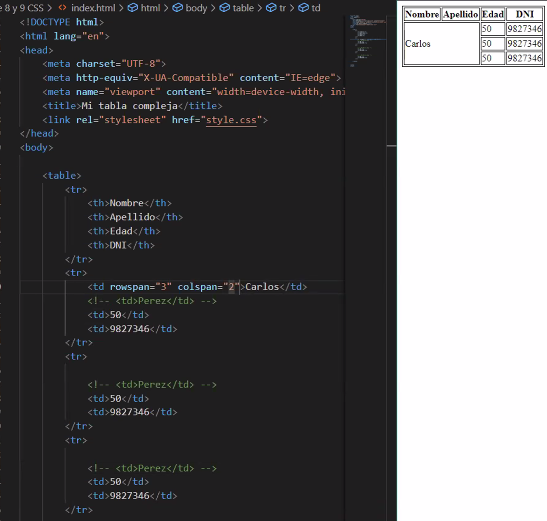 e 8 y 9 CSS > index.html > html > body > table > tr > td
<!DOCTYPE html>
<html lang="en">
<head>
<meta charset="UTF-8">
<meta http-equiv="X-UA-Compatible" content="IE=edge">
<meta name="viewport" content="width=device-width, ini
<title>Mi tabla compleja</title>
<link rel="stylesheet" href="style.css">
</head>
<body>
<table>
<tr>
<th>Nombre</th>
<th>Apellido</th>
<th>Edad</th>
<th>DNI</th>
</tr>
<tr>
<td rowspan="3" colspan="2">Carlos</td>
<!-- <td>Perez</td> -->
<td>50</td>
<td>9827346</td>
</tr>
<tr>
<!-- <td>Perez</td> -->
<td>50</td>
<td>9827346</td>
</tr>
<tr>
<!-- <td>Perez</td> -->
<td>50</td>
<td>9827346</td>
</tr>
Nombre Apellido Edad DNI
50 9827346
Carlos 50 9827346
50 9827346